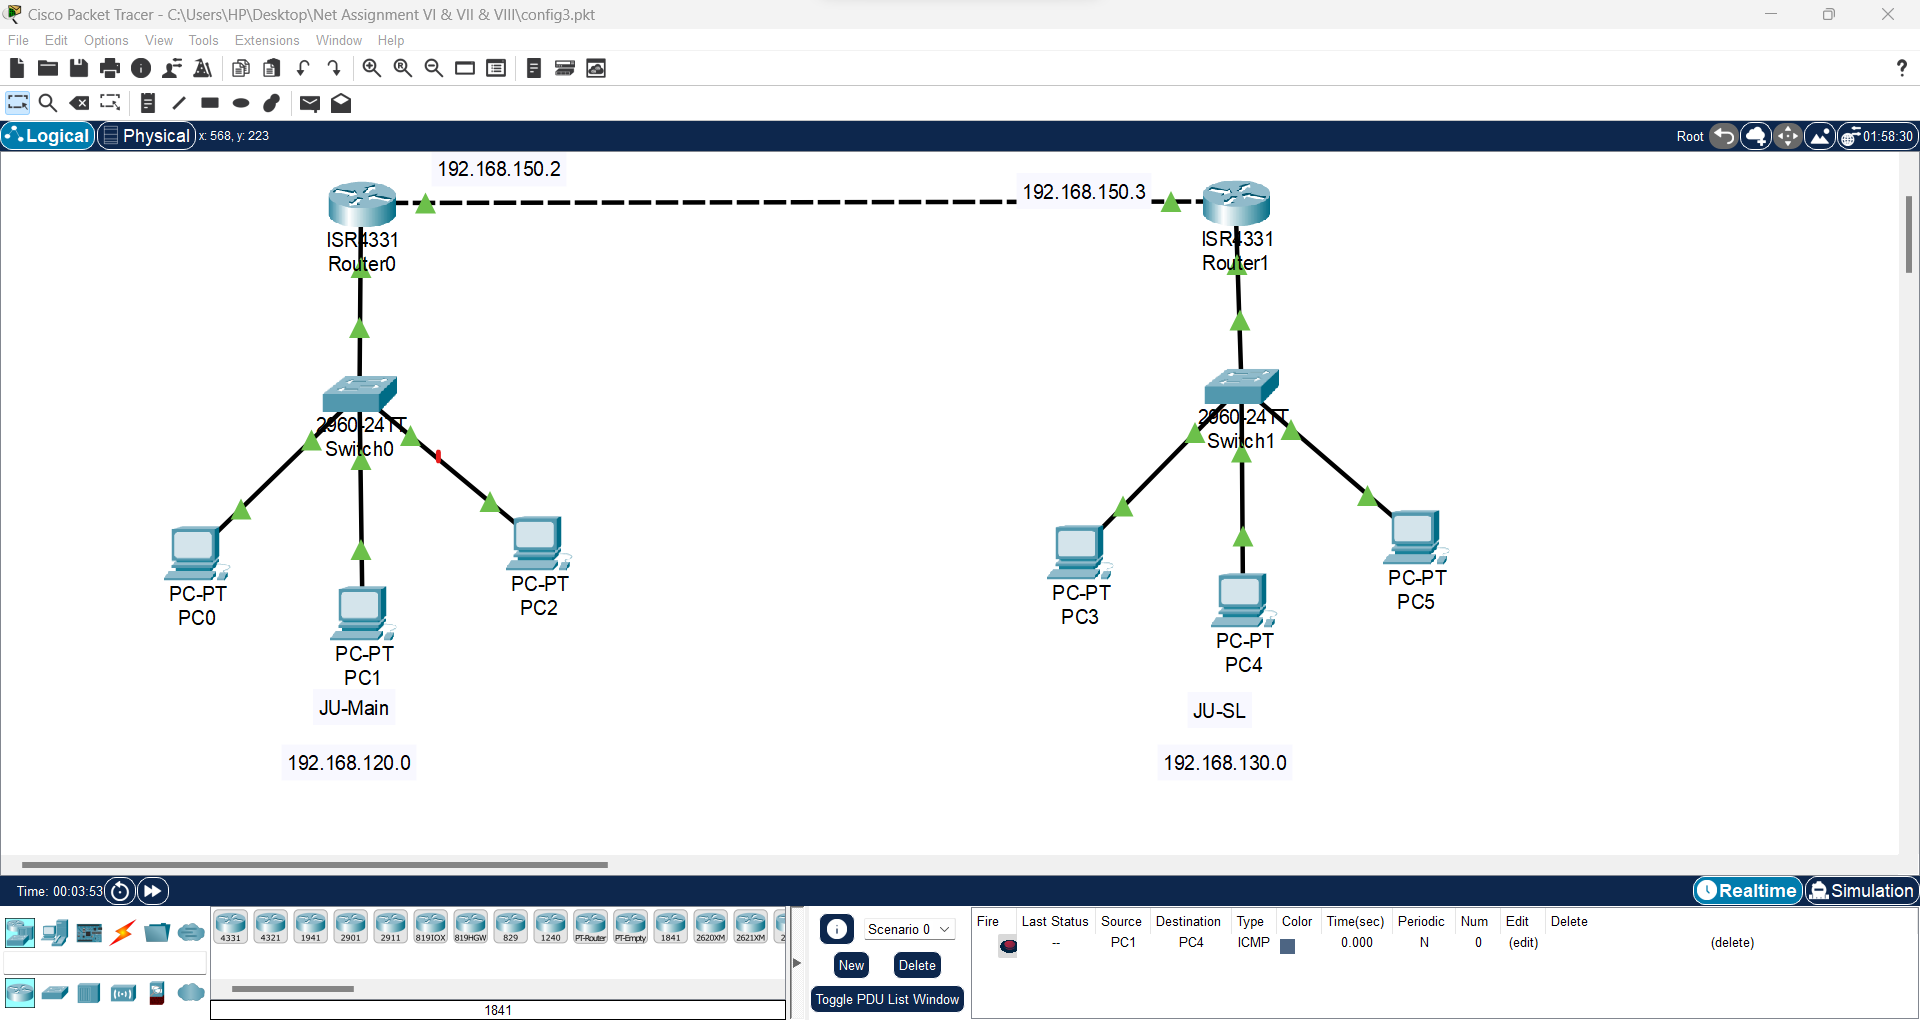 Cisco Packet Tracer - C:\Users\HP\Desktop\Net Assignment VI & VII & VIII\config3.pkt
File Edit Options View Tools Extensions Window Help
?
Logical Physical x: 568, y: 223 Root 01:58:30
192.168.150.2
192.168.150.3
ISR4331
Router0
ISR4331
Router1
2960-24TT
Switch0
2960-24TT
Switch1
PC-PT
PC0
PC-PT
PC1
PC-PT
PC2
PC-PT
PC3
PC-PT
PC4
PC-PT
PC5
JU-Main
JU-SL
192.168.120.0
192.168.130.0
Time: 00:03:53 Realtime Simulation
4331 4321 1941 2901 2911 819IOX 819HGW 829 1240 PT-Router PT-Empty 1841 2620XM 2621XM 2
1841
Scenario 0
New Delete
Toggle PDU List Window
Fire Last Status Source Destination Type Color Time(sec) Periodic Num Edit Delete
-- PC1 PC4 ICMP 0.000 N 0 (edit) (delete)